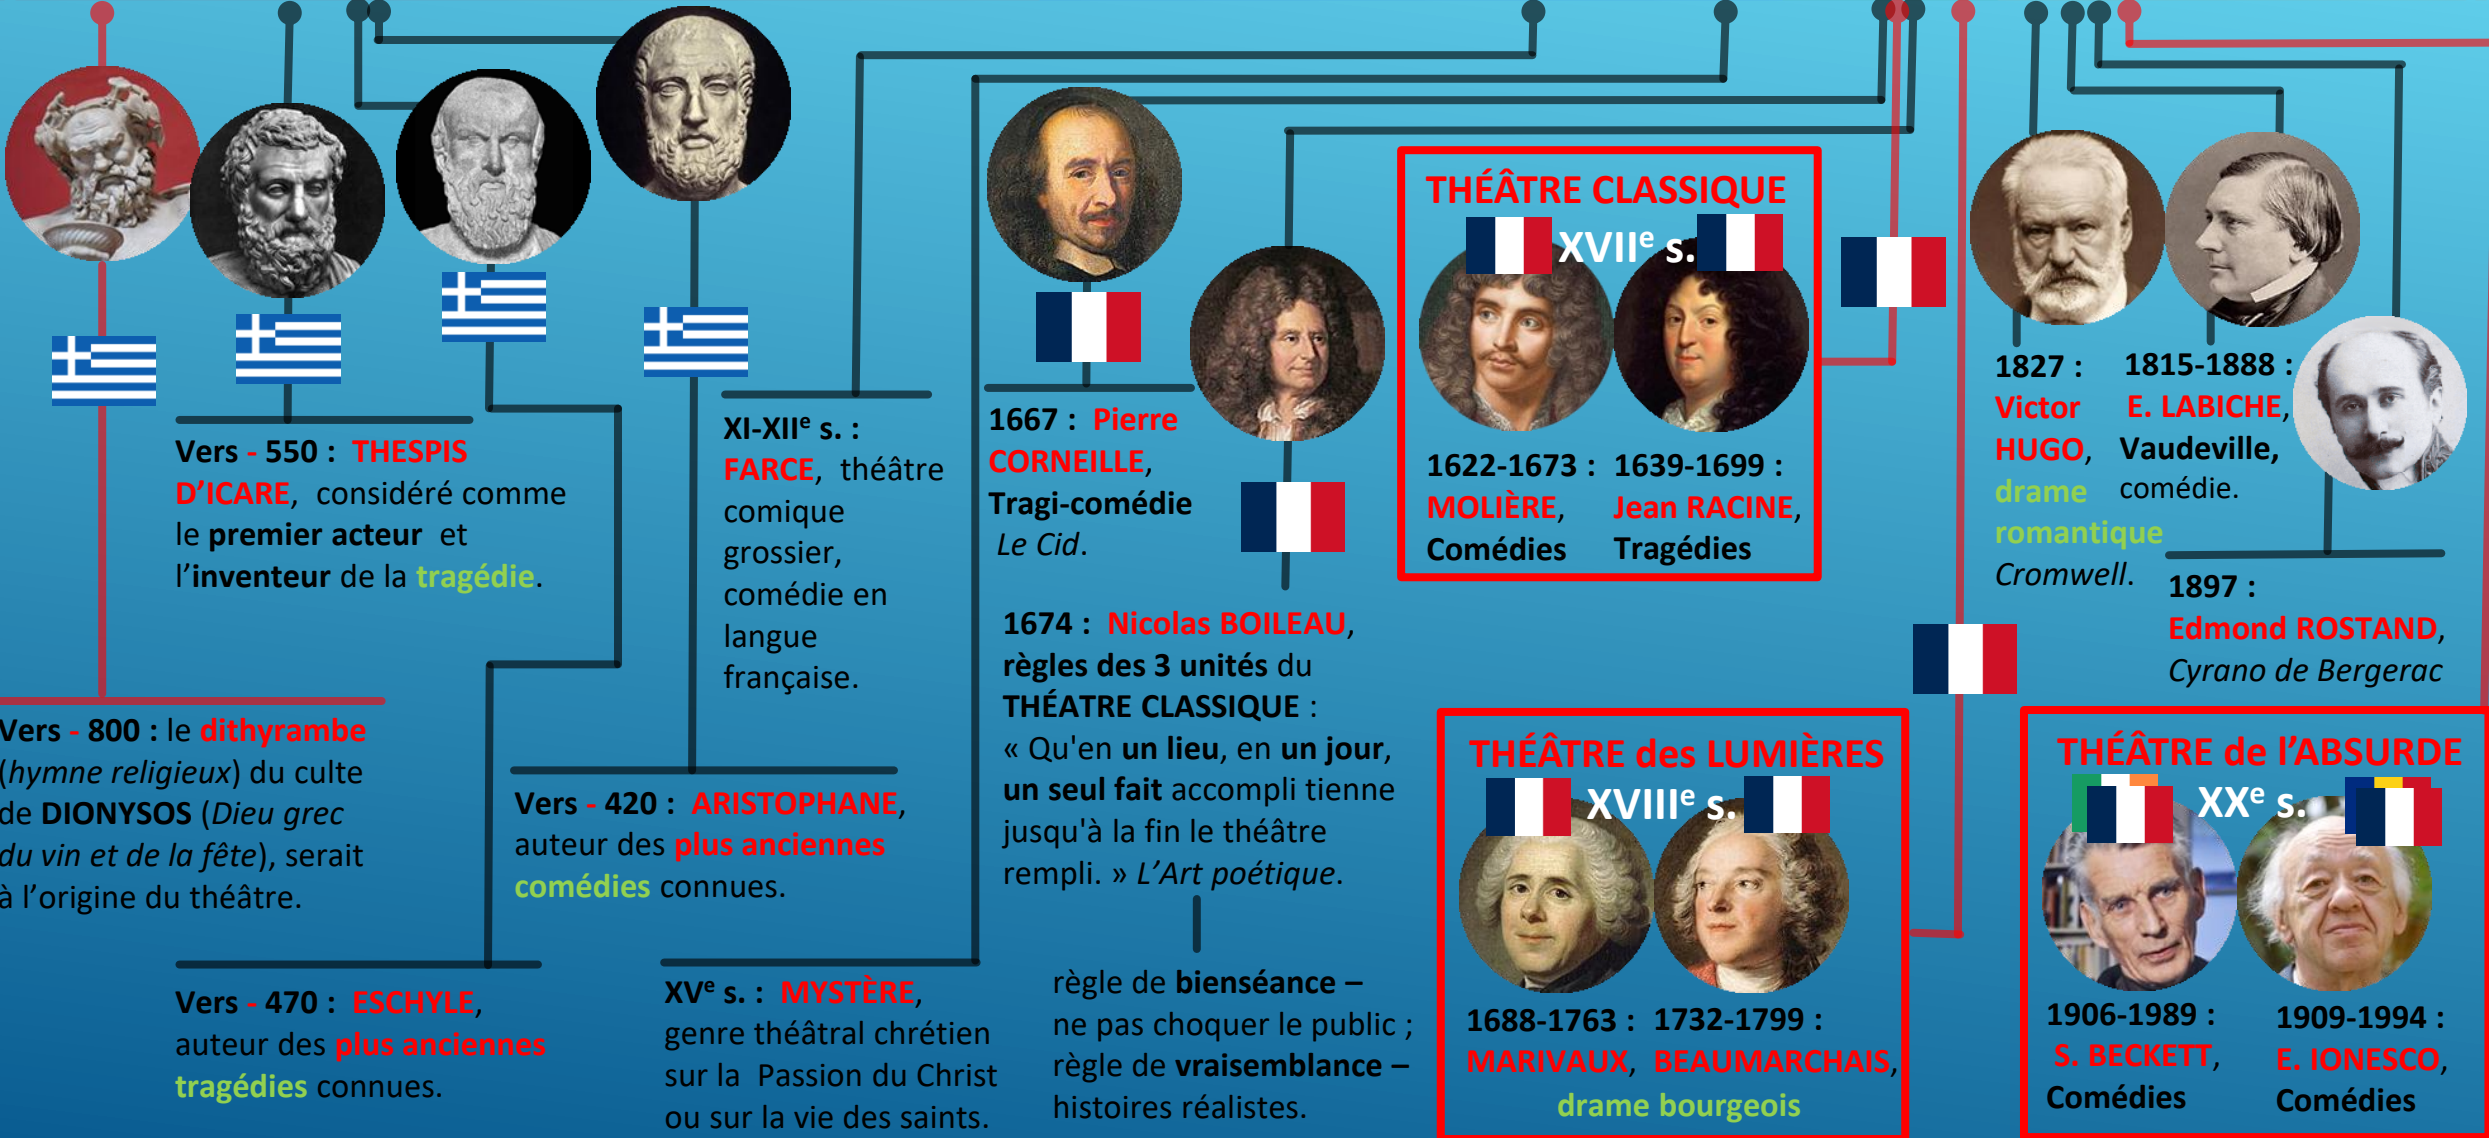 Vers - 800 : le dithyrambe
(hymne religieux) du culte
de DIONYSOS (Dieu grec
du vin et de la fête), serait
à l’origine du théâtre.
Vers - 550 : THESPIS
D’ICARE, considéré comme
le premier acteur et
l’inventeur de la tragédie.
Vers - 470 : ESCHYLE,
auteur des plus anciennes
tragédies connues.
Vers - 420 : ARISTOPHANE,
auteur des plus anciennes
comédies connues.
XI-XIIe s. :
FARCE, théâtre
comique
grossier,
comédie en
langue
française.
XVe s. : MYSTÈRE,
genre théâtral chrétien
sur la Passion du Christ
ou sur la vie des saints.
1667 : Pierre
CORNEILLE,
Tragi-comédie
Le Cid.
1674 : Nicolas BOILEAU,
règles des 3 unités du
THÉATRE CLASSIQUE :
« Qu'en un lieu, en un jour,
un seul fait accompli tienne
jusqu'à la fin le théâtre
rempli. » L’Art poétique.
règle de bienséance –
ne pas choquer le public ;
règle de vraisemblance –
histoires réalistes.
THÉÂTRE CLASSIQUE
XVIIe s.
1622-1673 :
MOLIÈRE,
Comédies
1639-1699 :
Jean RACINE,
Tragédies
THÉÂTRE des LUMIÈRES
XVIIIe s.
1688-1763 :
MARIVAUX,
1732-1799 :
BEAUMARCHAIS,
drame bourgeois
1827 :
Victor
HUGO,
drame
romantique
Cromwell.
1815-1888 :
E. LABICHE,
Vaudeville,
comédie.
1897 :
Edmond ROSTAND,
Cyrano de Bergerac
THÉÂTRE de l’ABSURDE
XXe s.
1906-1989 :
S. BECKETT,
Comédies
1909-1994 :
E. IONESCO,
Comédies